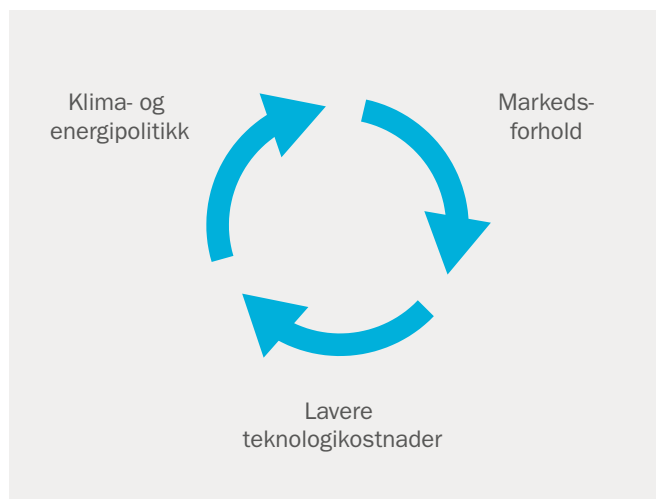 Klima- og
energipolitikk
Markeds-
forhold
Lavere
teknologikostnader